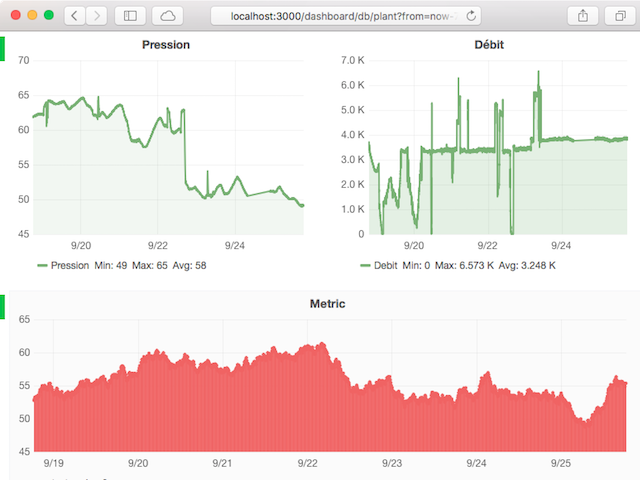 localhost:3000/dashboard/db/plant?from=now-
Pression
70
65
60
55
50
45
9/20 9/22 9/24
Pression Min: 49 Max: 65 Avg: 58
Débit
7.0 K
6.0 K
5.0 K
4.0 K
3.0 K
2.0 K
1.0 K
0
9/20 9/22 9/24
Debit Min: 0 Max: 6.573 K Avg: 3.248 K
Metric
65
60
55
50
45
9/19 9/20 9/21 9/22 9/23 9/24 9/25